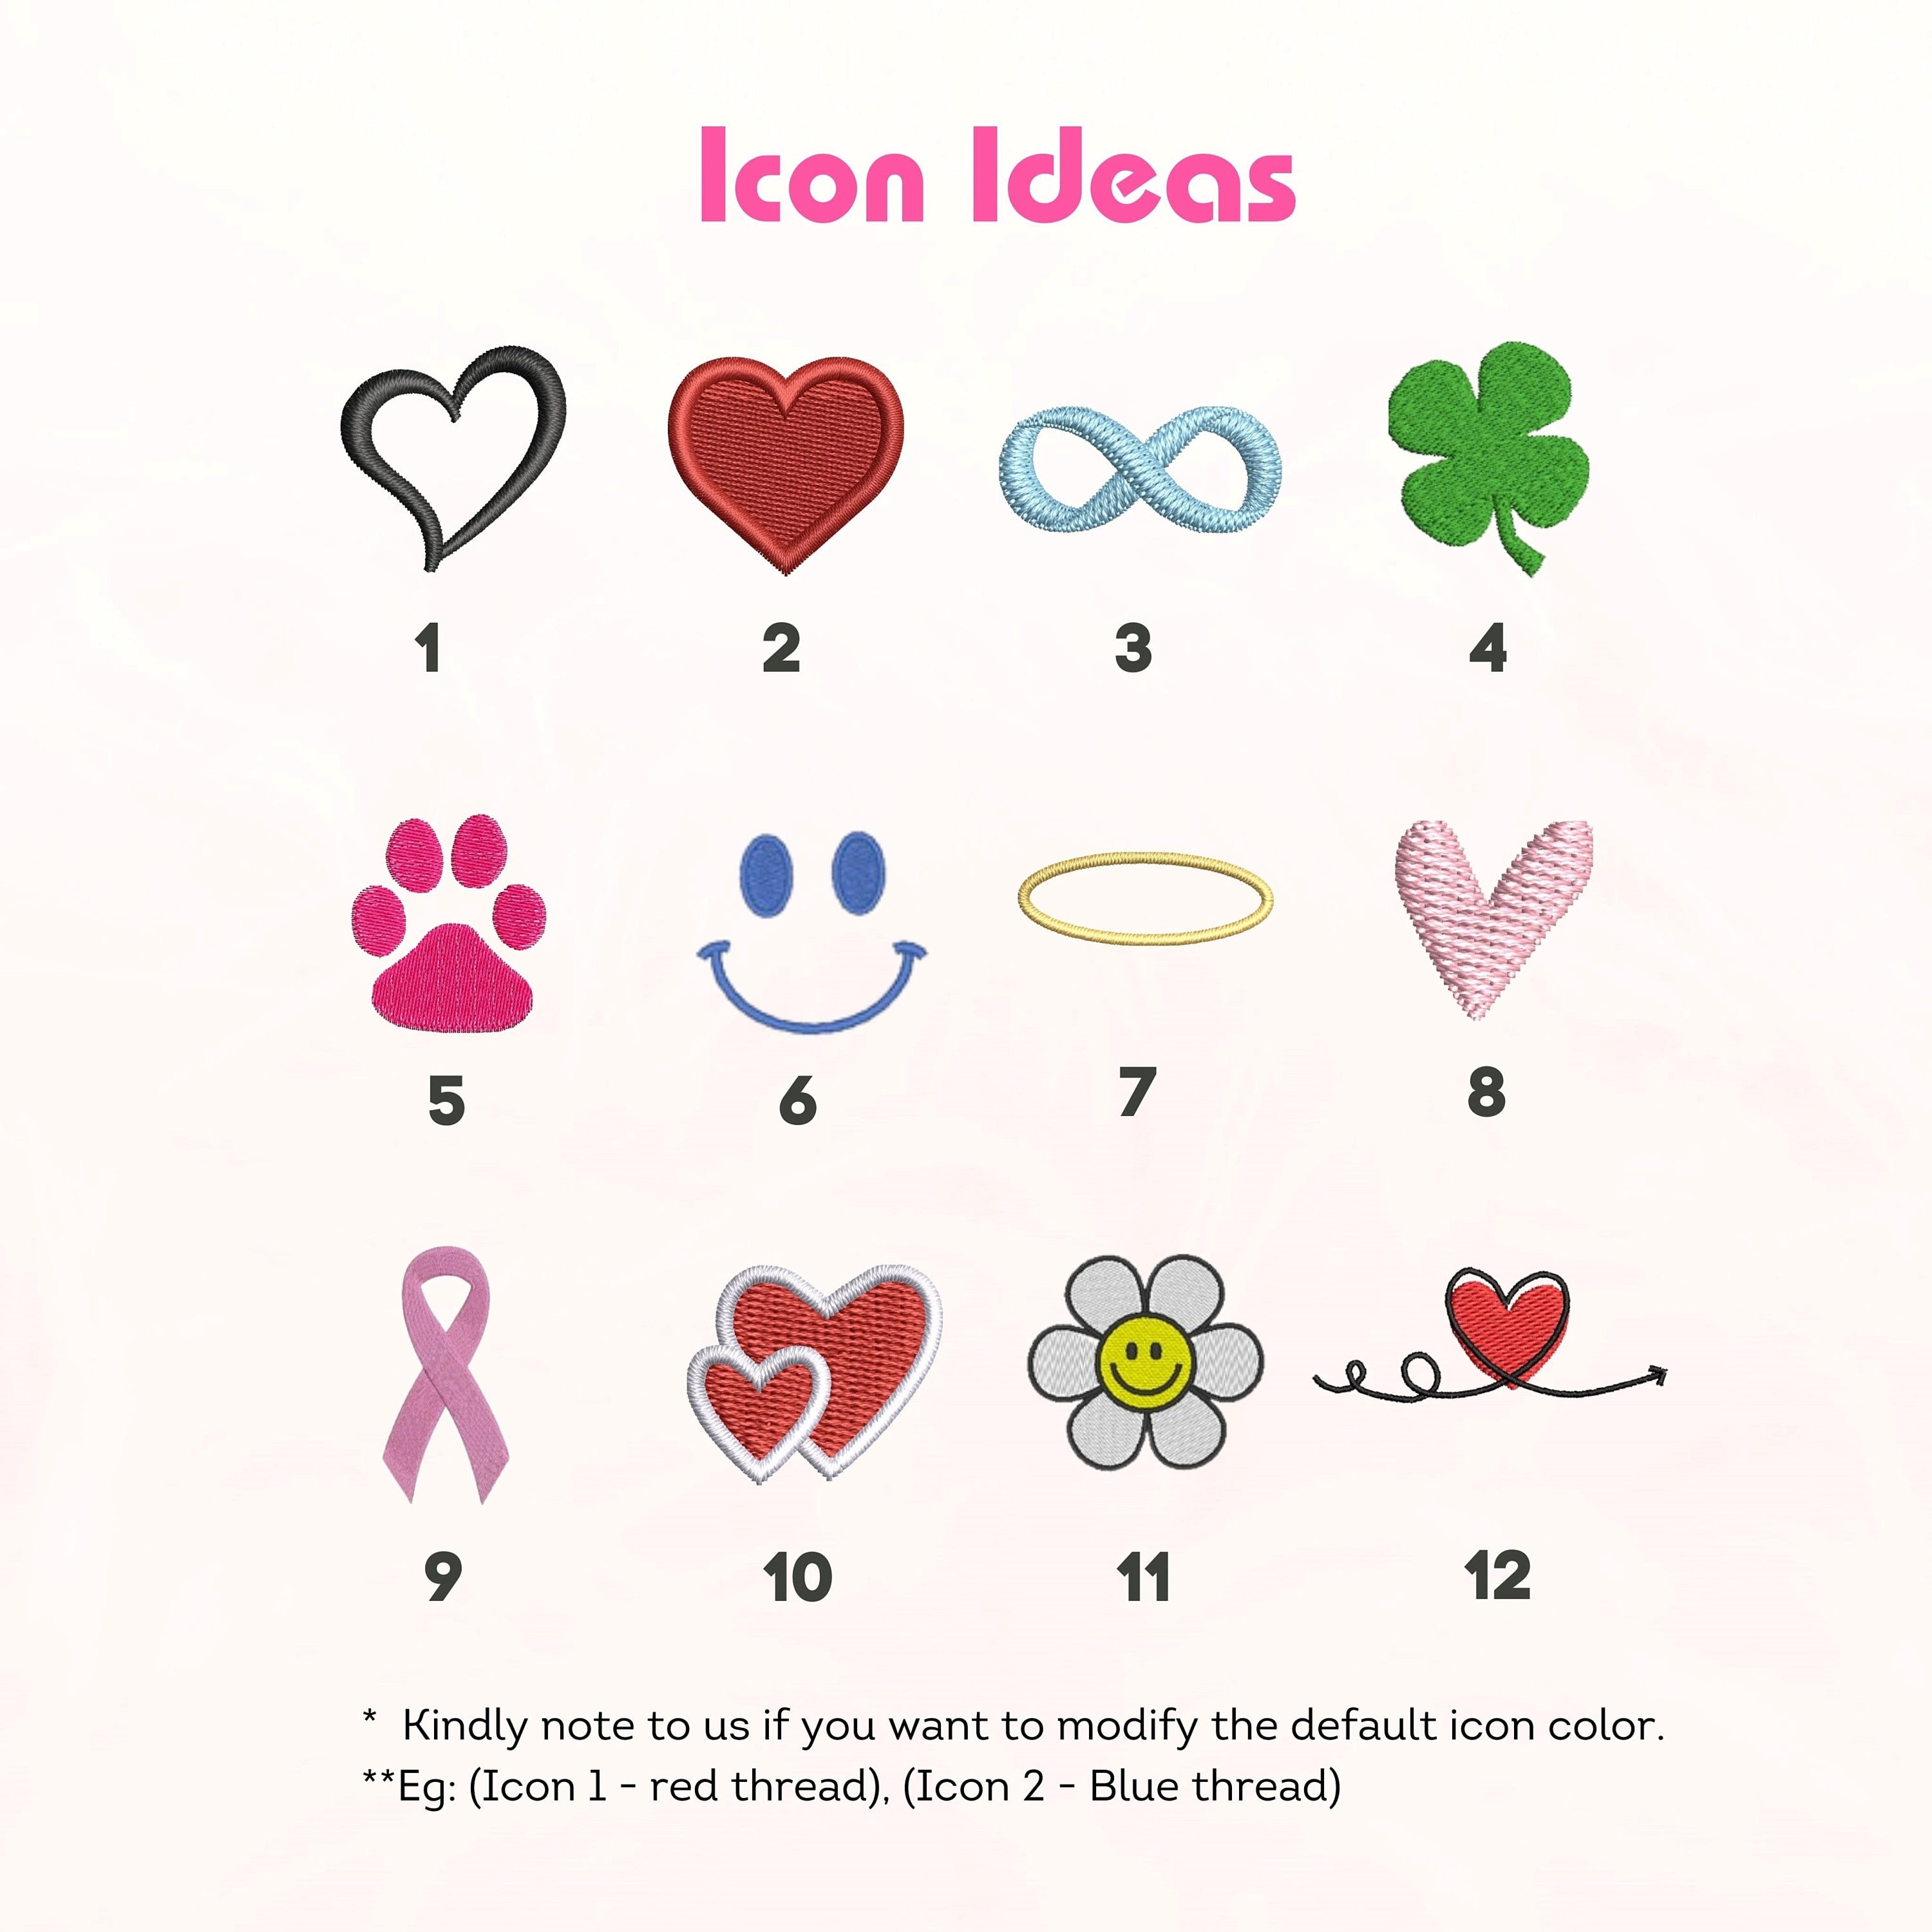 Icon Ideas
1 2 3 4
5 6 7 8
9 10 11 12
* Kindly note to us if you want to modify the default icon color.
**Eg: (Icon 1 - red thread), (Icon 2 - Blue thread)